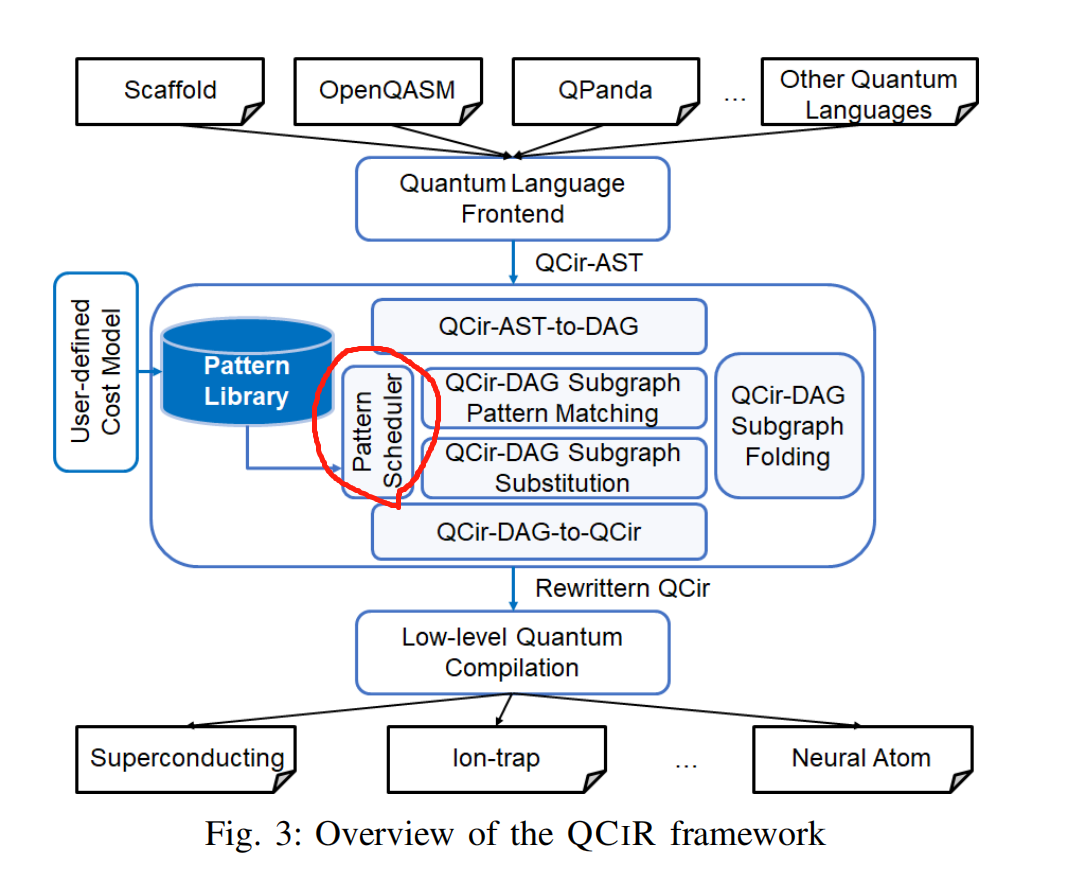 Scaffold
OpenQASM
QPanda
...
Other Quantum
Languages
Quantum Language
Frontend
QCir-AST
User-defined
Cost Model
Pattern
Library
QCir-AST-to-DAG
Pattern
Scheduler
QCir-DAG Subgraph
Pattern Matching
QCir-DAG Subgraph
Substitution
QCir-DAG
Subgraph
Folding
QCir-DAG-to-QCir
Rewrittern QCir
Low-level Quantum
Compilation
Superconducting
Ion-trap
...
Neural Atom
Fig. 3: Overview of the QCIR framework